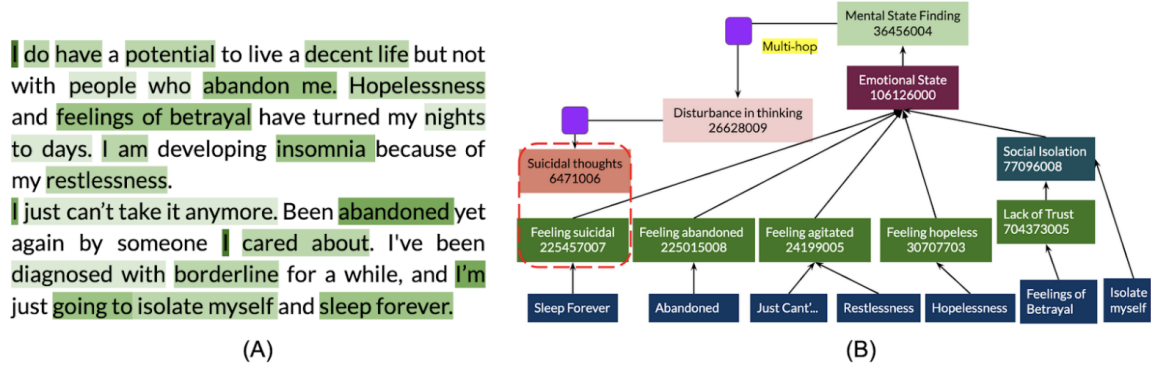 I do have a potential to live a decent life but not
with people who abandon me. Hopelessness
and feelings of betrayal have turned my nights
to days. I am developing insomnia because of
my restlessness.
I just can't take it anymore. Been abandoned yet
again by someone I cared about. I've been
diagnosed with borderline for a while, and I'm
just going to isolate myself and sleep forever.
(A)
Mental State Finding
36456004
Multi-hop
Emotional State
106126000
Disturbance in thinking
26628009
Suicidal thoughts
6471006
Social Isolation
77096008
Lack of Trust
704373005
Feeling suicidal
225457007
Feeling abandoned
225015008
Feeling agitated
24199005
Feeling hopeless
30707703
Sleep Forever
Abandoned
Just Cant'...
Restlessness
Hopelessness
Feelings of
Betrayal
Isolate
myself
(B)